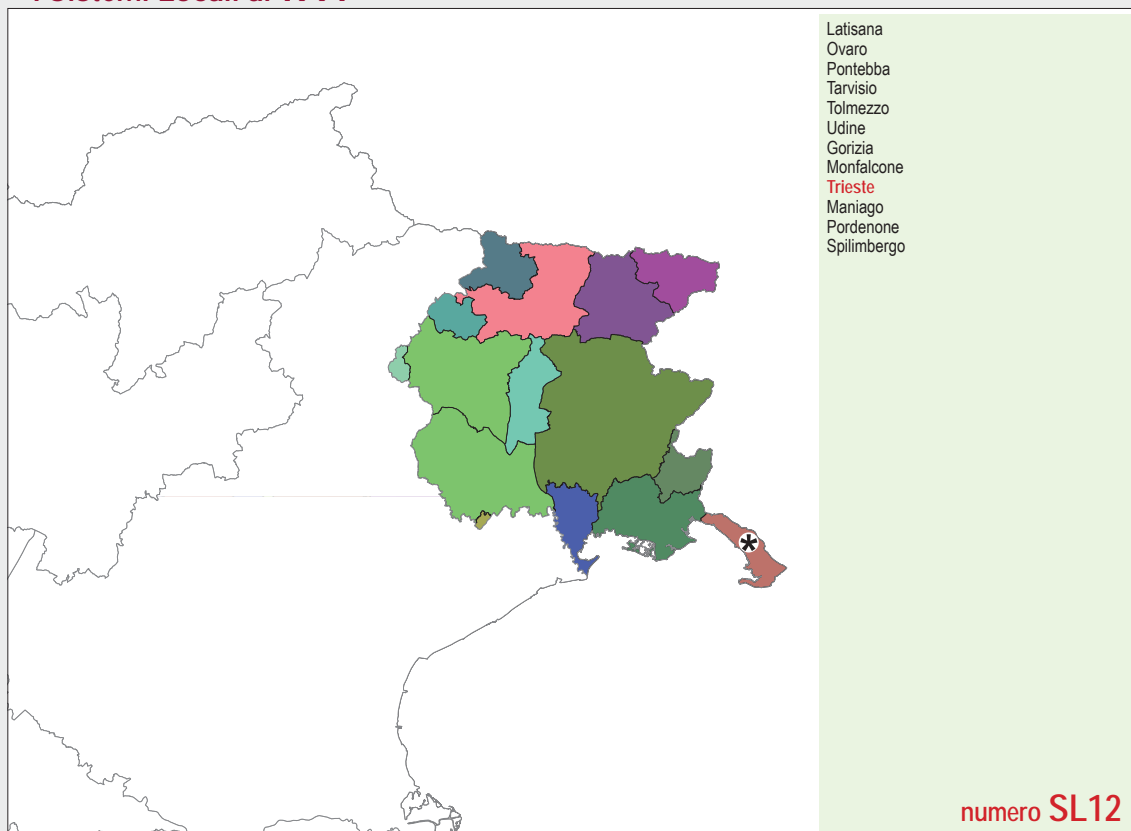 Latisana
Ovaro
Pontebba
Tarvisio
Tolmezzo
Udine
Gorizia
Monfalcone
Trieste
Maniago
Pordenone
Spilimbergo
*
numero SL12